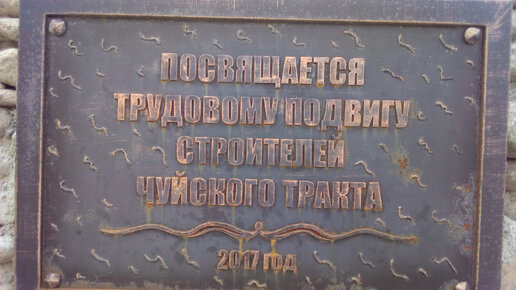 ПОСВЯЩАЕТСЯ
ТРУДОВОМУ ПОДВИГУ
СТРОИТЕЛЕЙ
ЧУЙСКОГО ТРАКТА
2017 ГОД